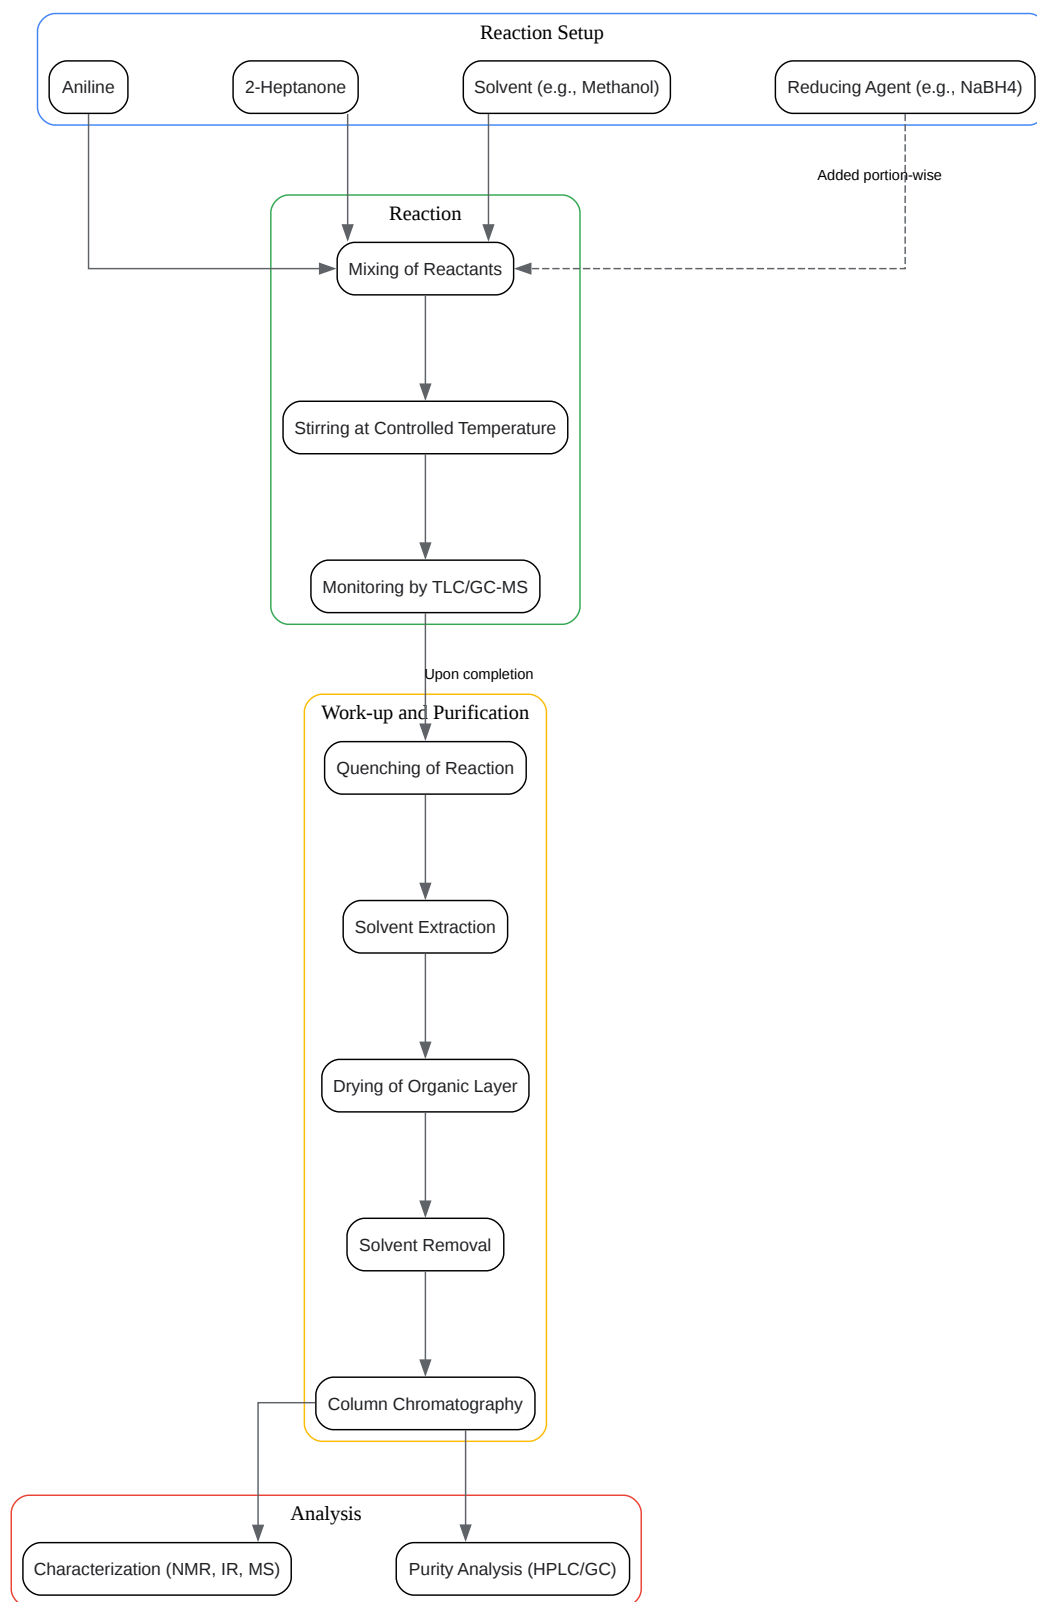 Reaction Setup
Aniline
2-Heptanone
Solvent (e.g., Methanol)
Reducing Agent (e.g., NaBH4)
Added portion-wise
Reaction
Mixing of Reactants
Stirring at Controlled Temperature
Monitoring by TLC/GC-MS
Upon completion
Work-up and Purification
Quenching of Reaction
Solvent Extraction
Drying of Organic Layer
Solvent Removal
Column Chromatography
Analysis
Characterization (NMR, IR, MS)
Purity Analysis (HPLC/GC)